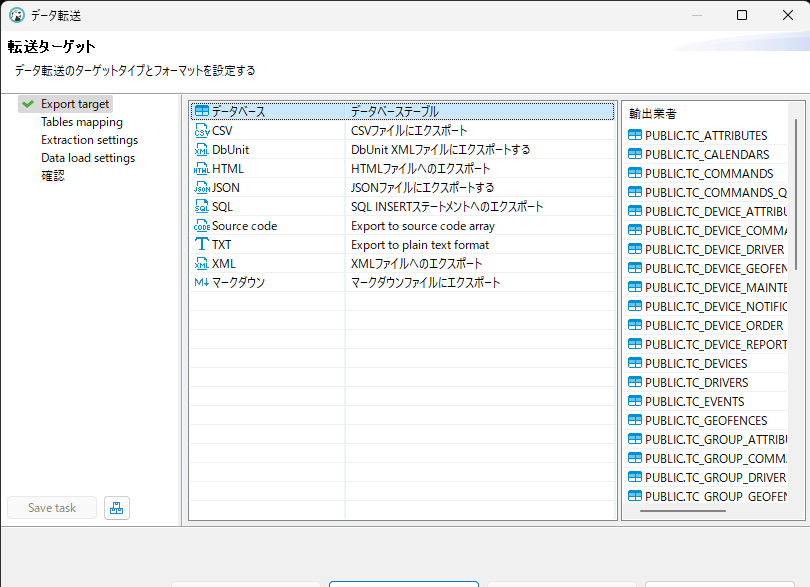 データ転送
転送ターゲット
データ転送のターゲットタイプとフォーマットを設定する
Export target
Tables mapping
Extraction settings
Data load settings
確認
データベース データベーステーブル
CSV CSVファイルにエクスポート
DbUnit DbUnit XMLファイルにエクスポートする
HTML HTMLファイルへのエクスポート
JSON JSONファイルにエクスポートする
SQL SQL INSERTステートメントへのエクスポート
Source code Export to source code array
TXT Export to plain text format
XML XMLファイルへのエクスポート
マークダウン マークダウンファイルにエクスポート
輸出業者
PUBLIC.TC_ATTRIBUTES
PUBLIC.TC_CALENDARS
PUBLIC.TC_COMMANDS
PUBLIC.TC_COMMANDS_Q
PUBLIC.TC_DEVICE_ATTRIBU
PUBLIC.TC_DEVICE_COMMA
PUBLIC.TC_DEVICE_DRIVER
PUBLIC.TC_DEVICE_GEOFEN
PUBLIC.TC_DEVICE_MAINTE
PUBLIC.TC_DEVICE_NOTIFIC
PUBLIC.TC_DEVICE_ORDER
PUBLIC.TC_DEVICE_REPORT
PUBLIC.TC_DEVICES
PUBLIC.TC_DRIVERS
PUBLIC.TC_EVENTS
PUBLIC.TC_GEOFENCES
PUBLIC.TC_GROUP_ATTRIBU
PUBLIC.TC_GROUP_COMMA
PUBLIC.TC_GROUP_DRIVER
PUBLIC.TC_GROUP_GEOFEN
Save task